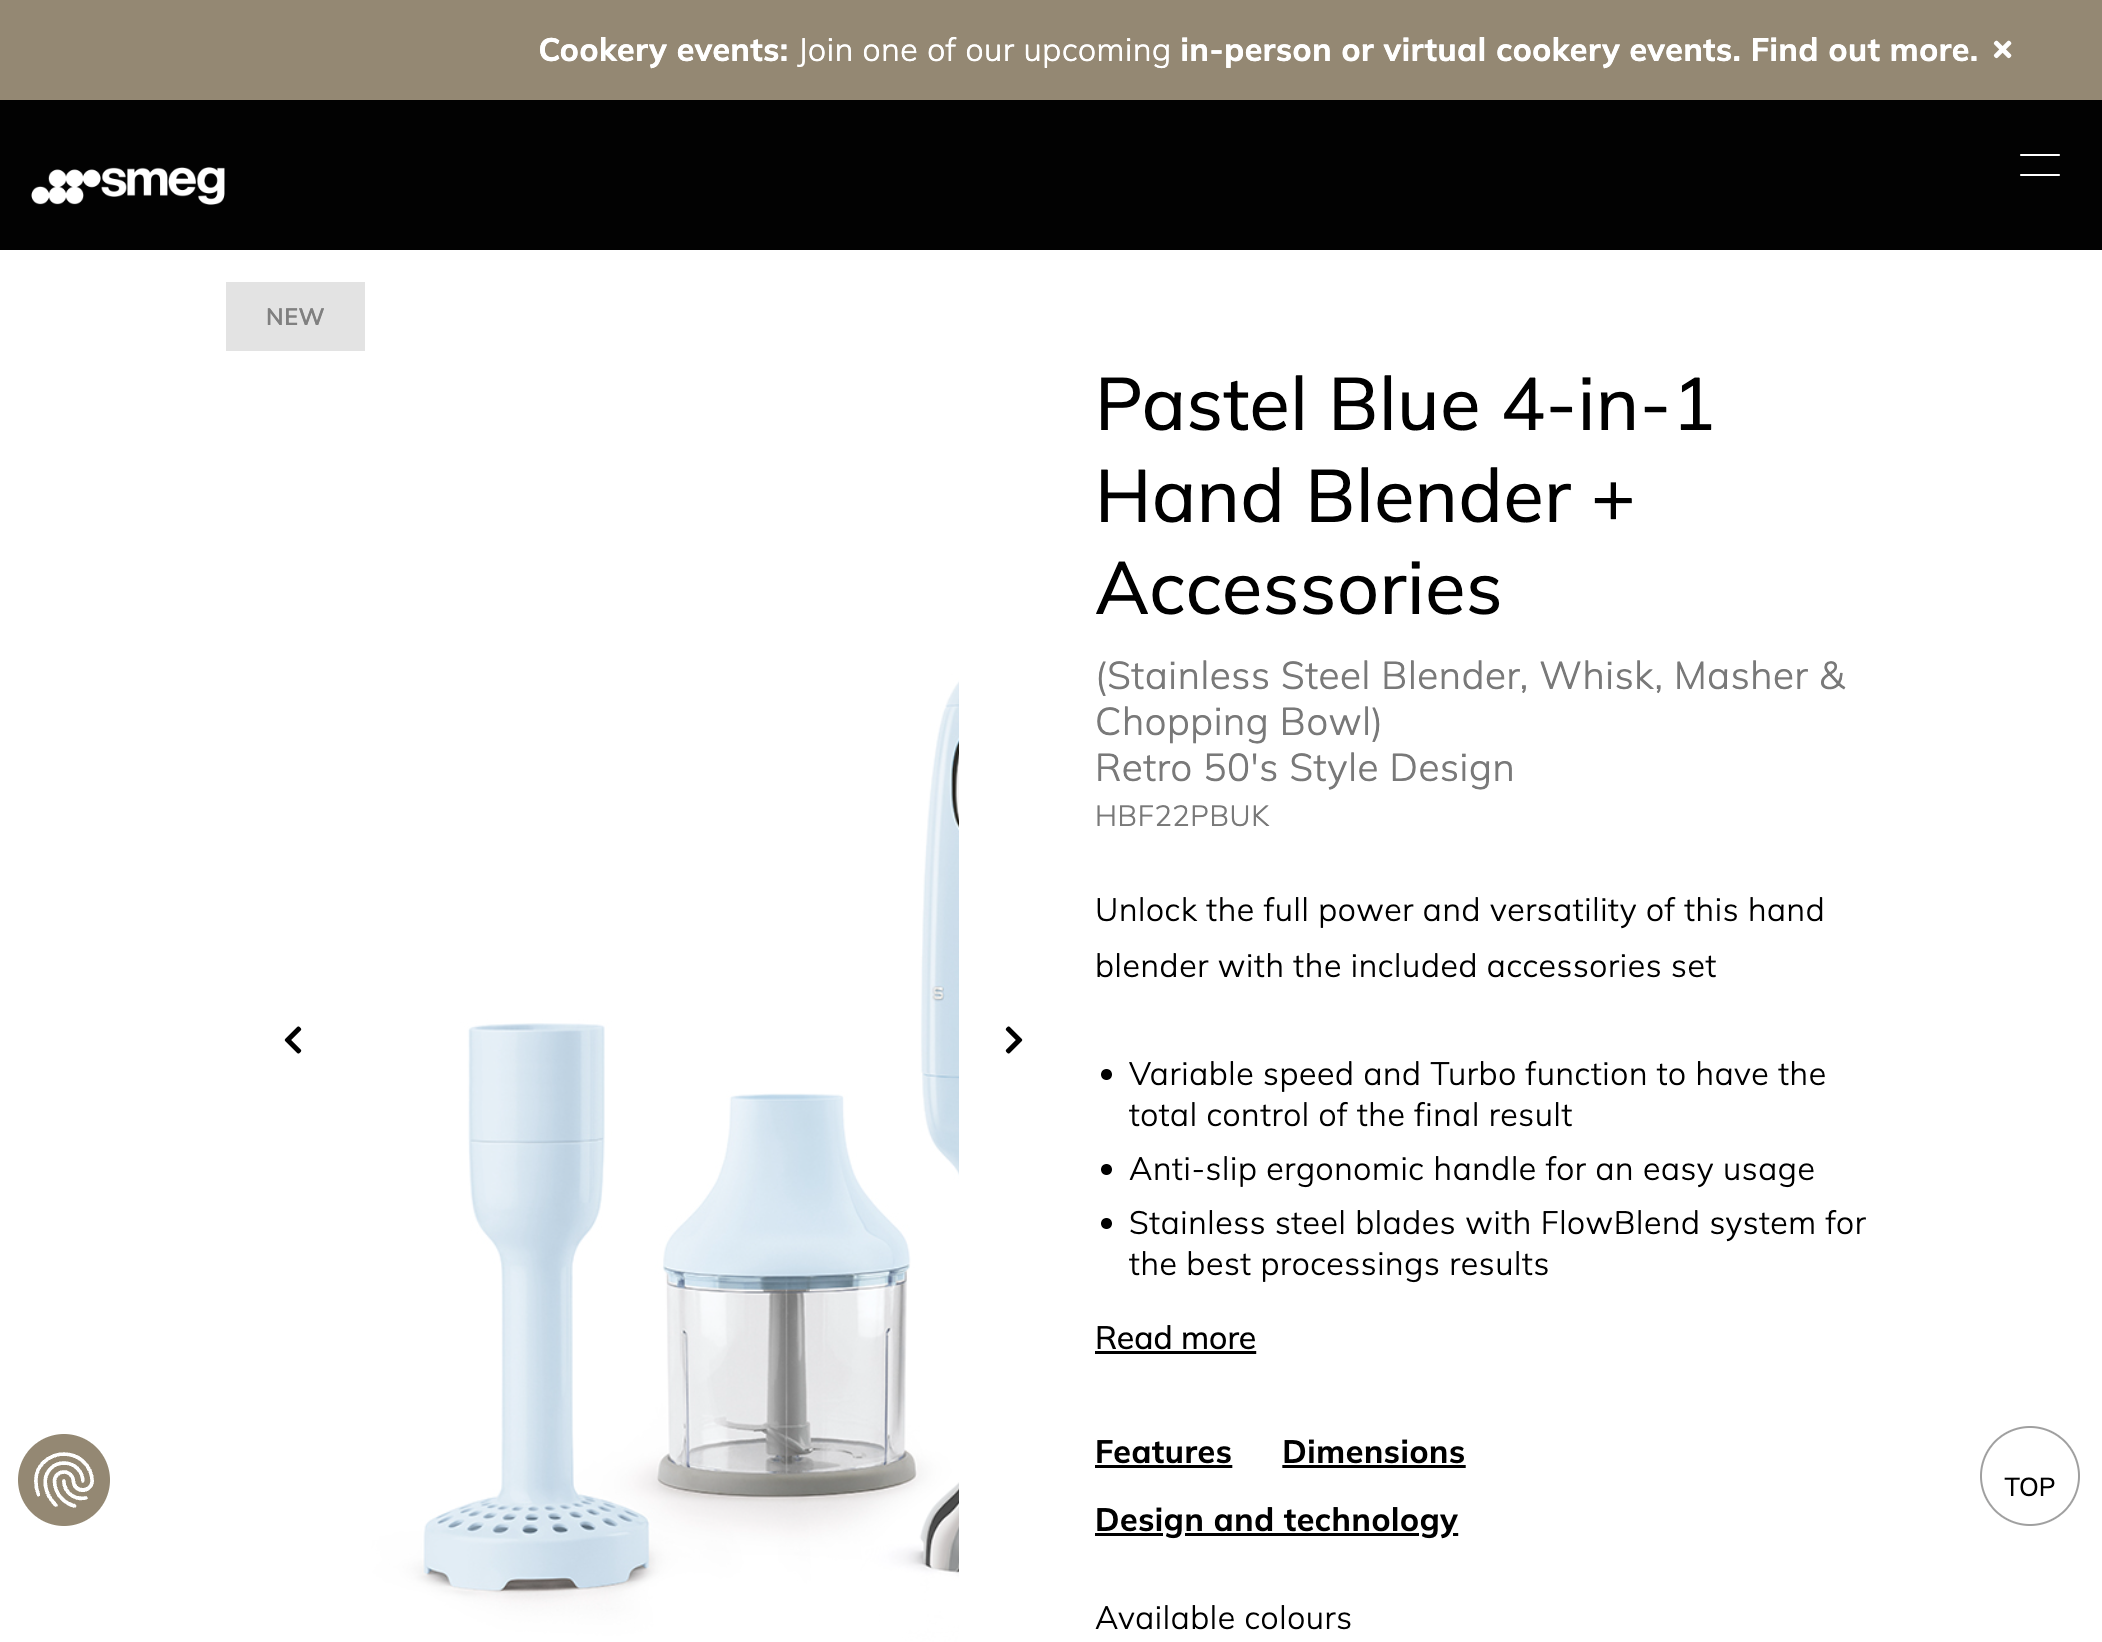 Cookery events: Join one of our upcoming in-person or virtual cookery events. Find out more. ×
smeg
NEW
Pastel Blue 4-in-1
Hand Blender +
Accessories
(Stainless Steel Blender, Whisk, Masher &
Chopping Bowl)
Retro 50's Style Design
HBF22PBUK
Unlock the full power and versatility of this hand
blender with the included accessories set
• Variable speed and Turbo function to have the
total control of the final result
• Anti-slip ergonomic handle for an easy usage
• Stainless steel blades with FlowBlend system for
the best processings results
Read more
Features Dimensions
Design and technology
TOP
Available colours
S